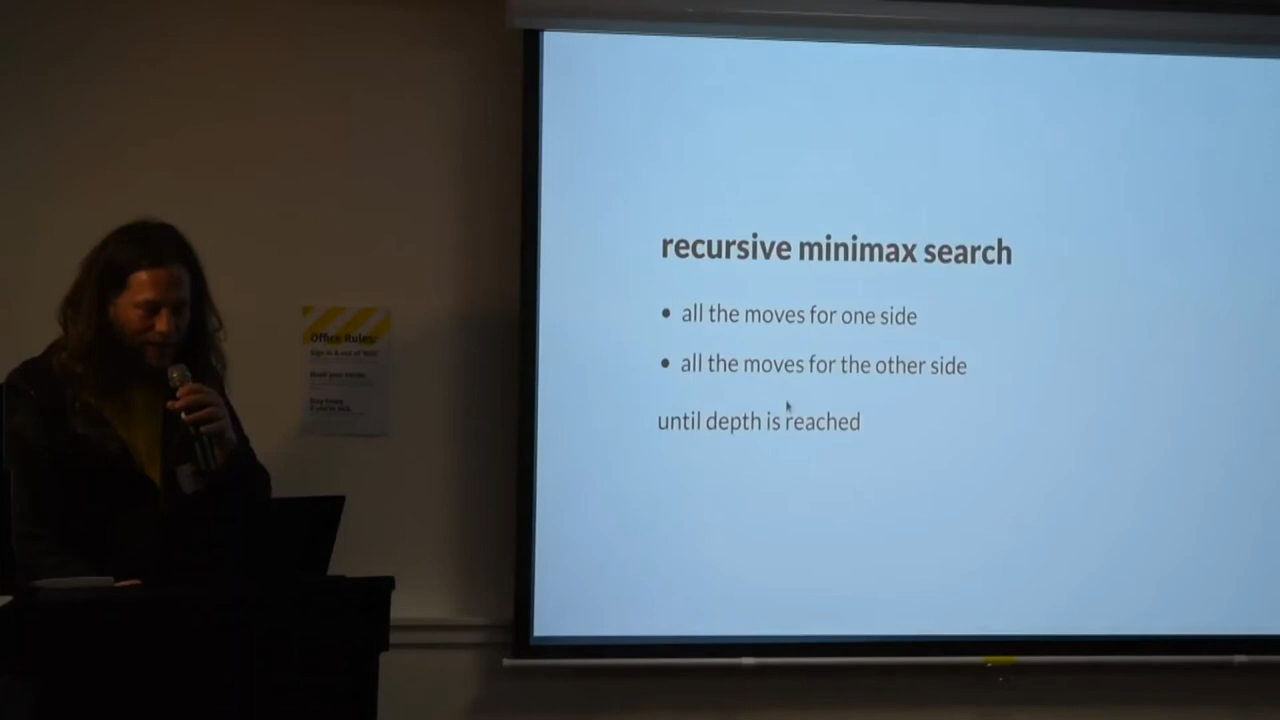 recursive minimax search
• all the moves for one side
• all the moves for the other side
until depth is reached
Office Rules